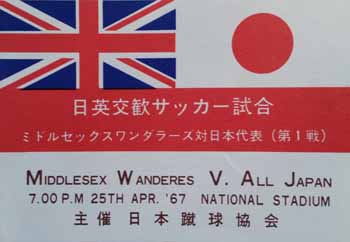 日英交歓サッカー試合
ミドルセックスワンダラーズ対日本代表（第1戦）
MIDDLESEX WANDERES V. ALL JAPAN
7.00 P.M 25TH APR. '67 NATIONAL STADIUM
主催日本蹴球協会